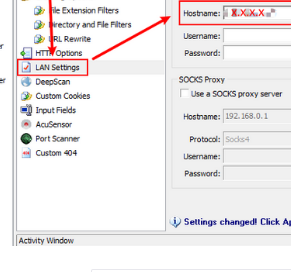 File Extension Filters
Directory and File Filters
URL Rewrite
HTTP Options
LAN Settings
DeepScan
Custom Cookies
Input Fields
AcuSensor
Port Scanner
Custom 404
Hostname: X.X.X.X
Username:
Password:
SOCKS Proxy
Use a SOCKS proxy server
Hostname: 192.168.0.1
Protocol: Socks4
Username:
Password:
Settings changed! Click Ap
Activity Window